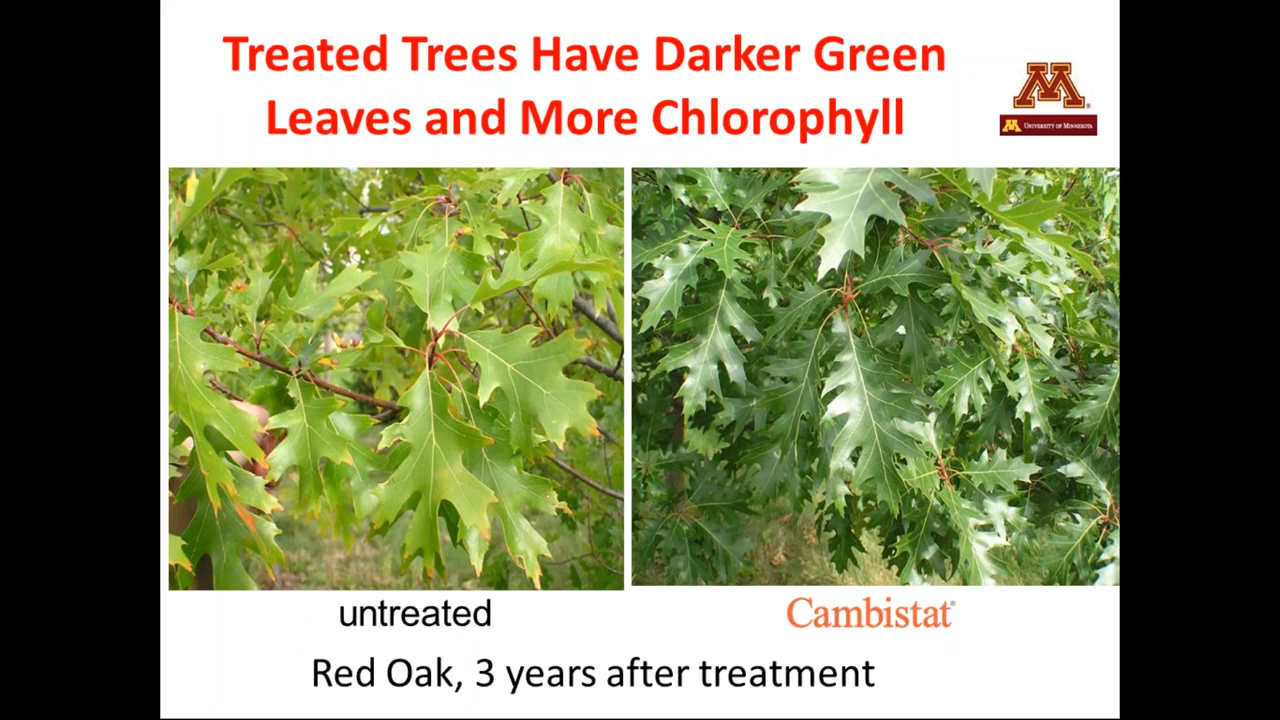 Treated Trees Have Darker Green
Leaves and More Chlorophyll
M
®
M UNIVERSITY OF MINNESOTA
untreated
Cambistat®
Red Oak, 3 years after treatment